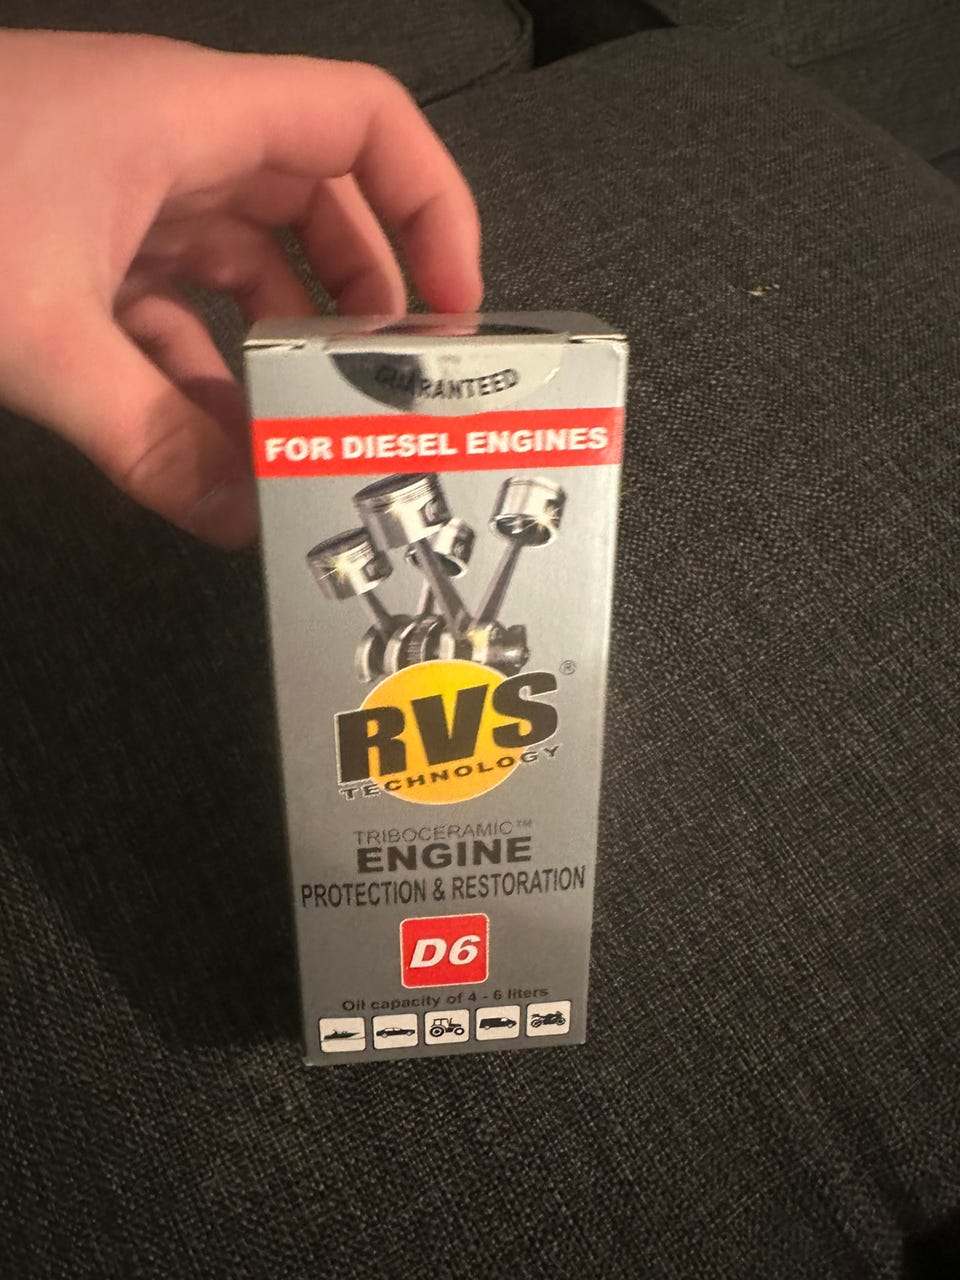 GUARANTEED
FOR DIESEL ENGINES
RVS®
TECHNOLOGY
TRIBOCERAMIC™
ENGINE
PROTECTION & RESTORATION
D6
Oil capacity of 4 - 6 liters